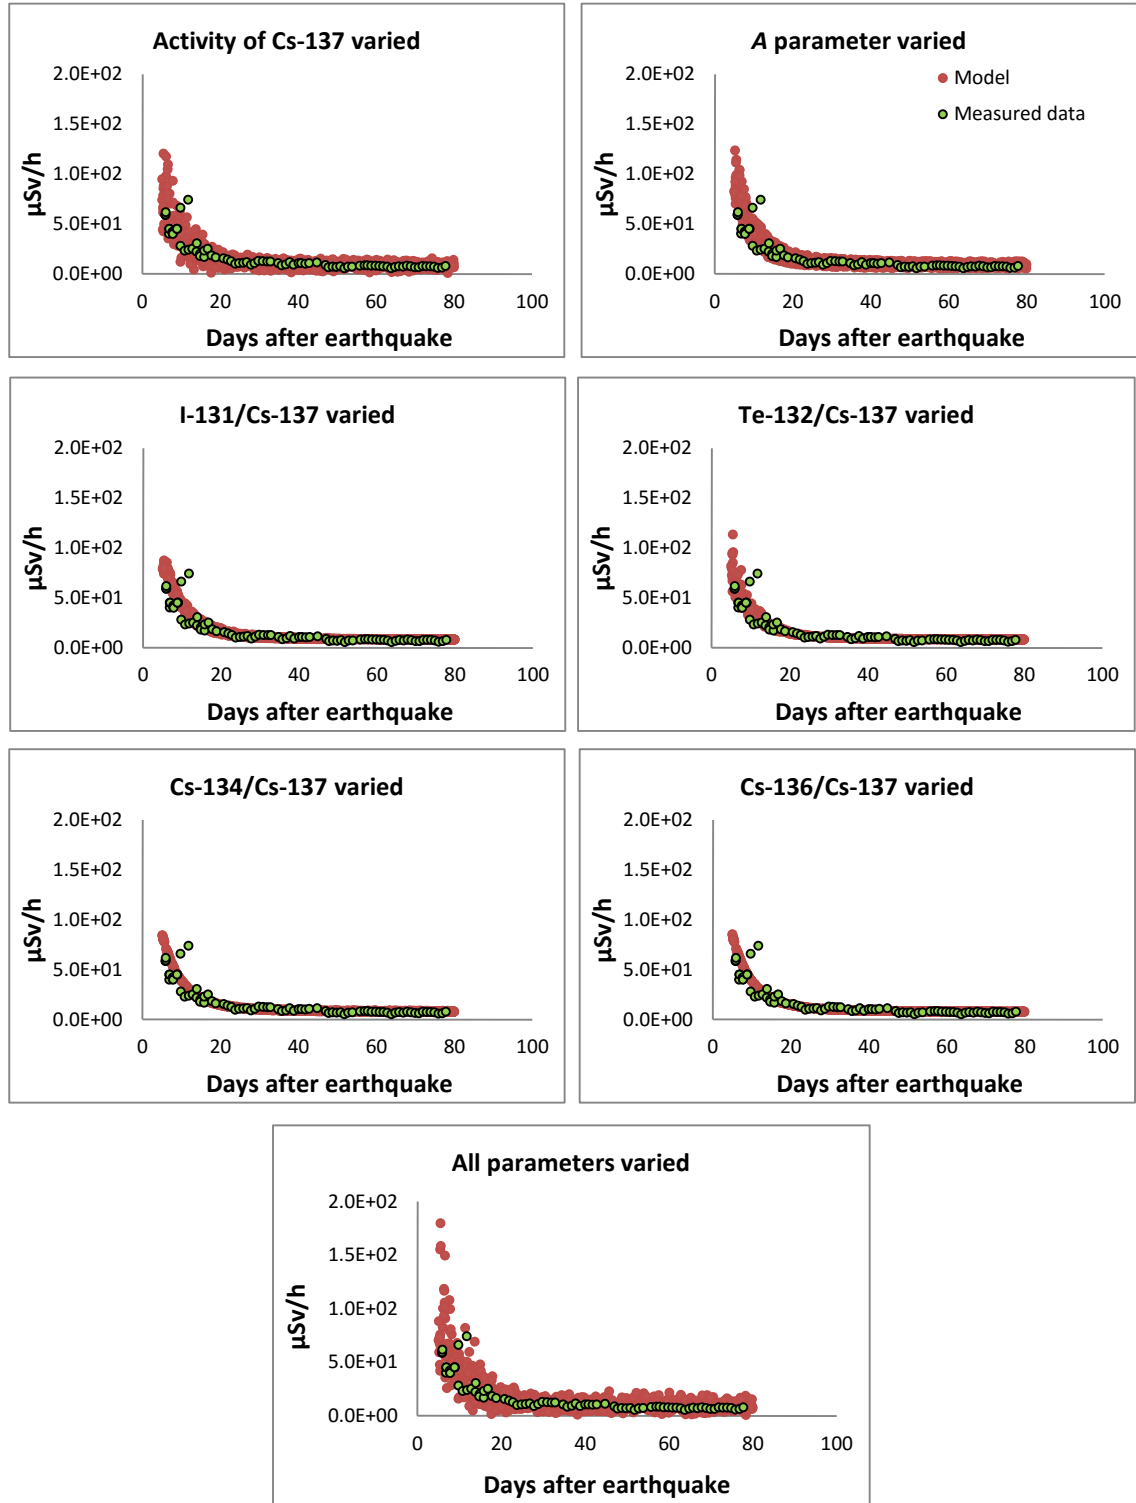 Activity of Cs-137 varied
2.0E+02
1.5E+02
1.0E+02
5.0E+01
0.0E+00
µSv/h
0 20 40 60 80 100
Days after earthquake
A parameter varied
2.0E+02
1.5E+02
1.0E+02
5.0E+01
0.0E+00
µSv/h
Model
Measured data
0 20 40 60 80 100
Days after earthquake
I-131/Cs-137 varied
2.0E+02
1.5E+02
1.0E+02
5.0E+01
0.0E+00
µSv/h
0 20 40 60 80 100
Days after earthquake
Te-132/Cs-137 varied
2.0E+02
1.5E+02
1.0E+02
5.0E+01
0.0E+00
µSv/h
0 20 40 60 80 100
Days after earthquake
Cs-134/Cs-137 varied
2.0E+02
1.5E+02
1.0E+02
5.0E+01
0.0E+00
µSv/h
0 20 40 60 80 100
Days after earthquake
Cs-136/Cs-137 varied
2.0E+02
1.5E+02
1.0E+02
5.0E+01
0.0E+00
µSv/h
0 20 40 60 80 100
Days after earthquake
All parameters varied
2.0E+02
1.5E+02
1.0E+02
5.0E+01
0.0E+00
µSv/h
0 20 40 60 80 100
Days after earthquake